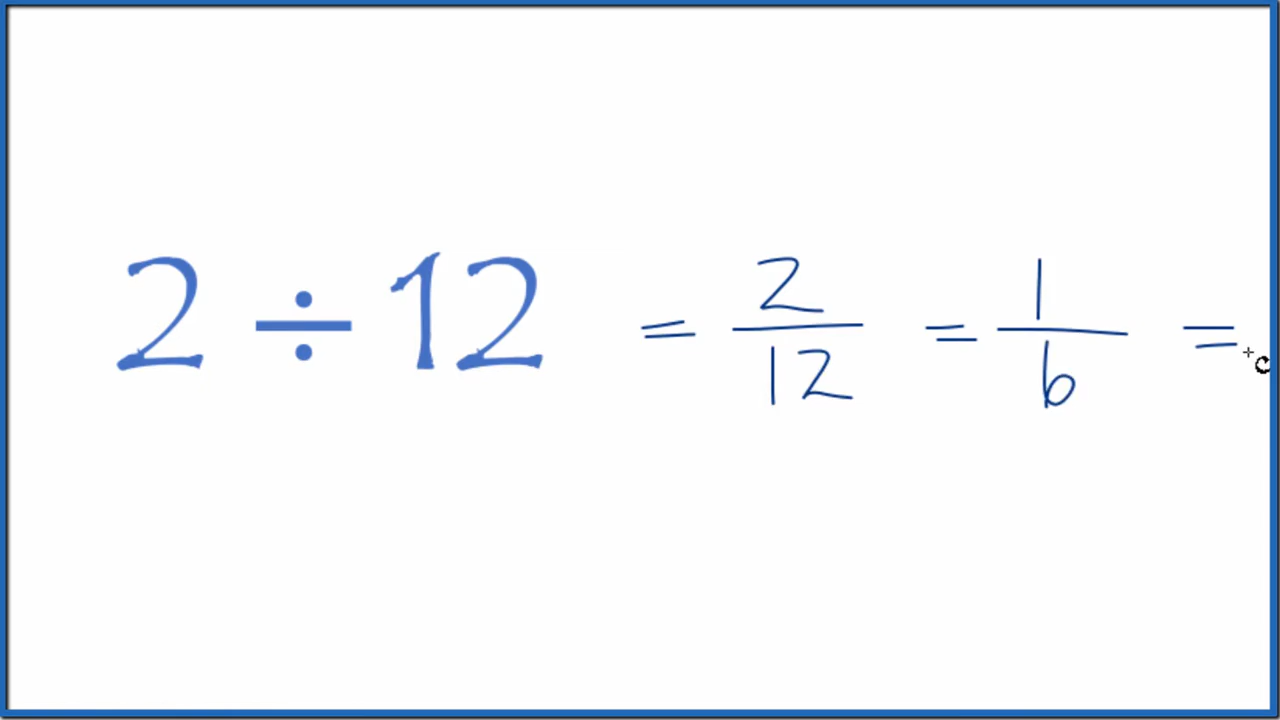 2 ÷ 12 = 2/12 = 1/6 =